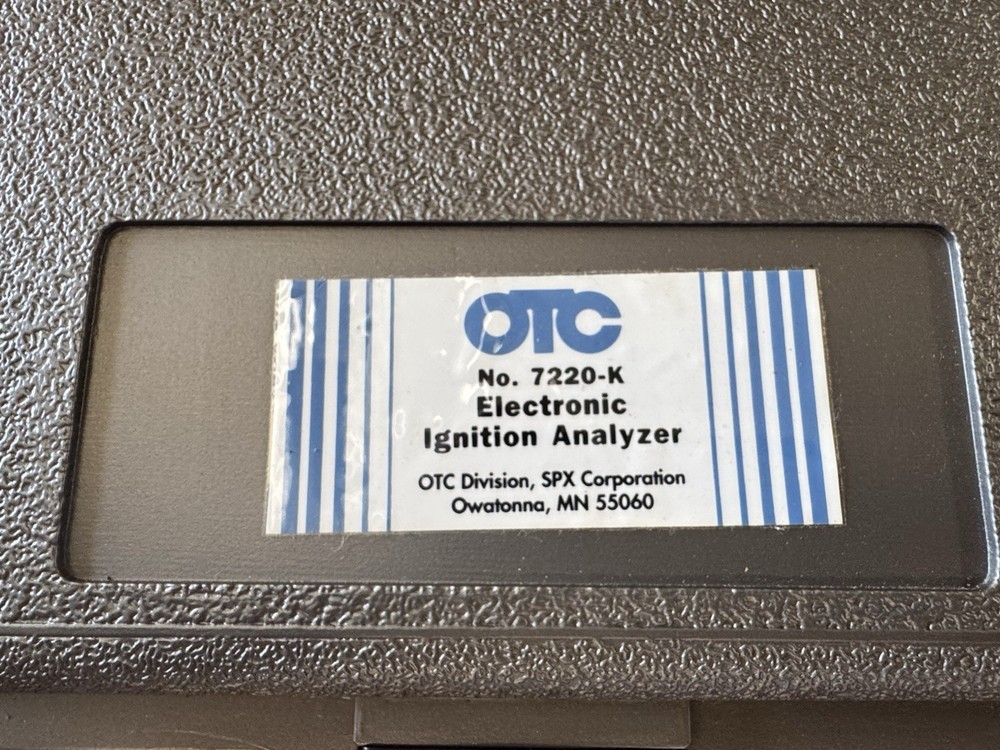 OTC
No. 7220-K
Electronic
Ignition Analyzer
OTC Division, SPX Corporation
Owatonna, MN 55060